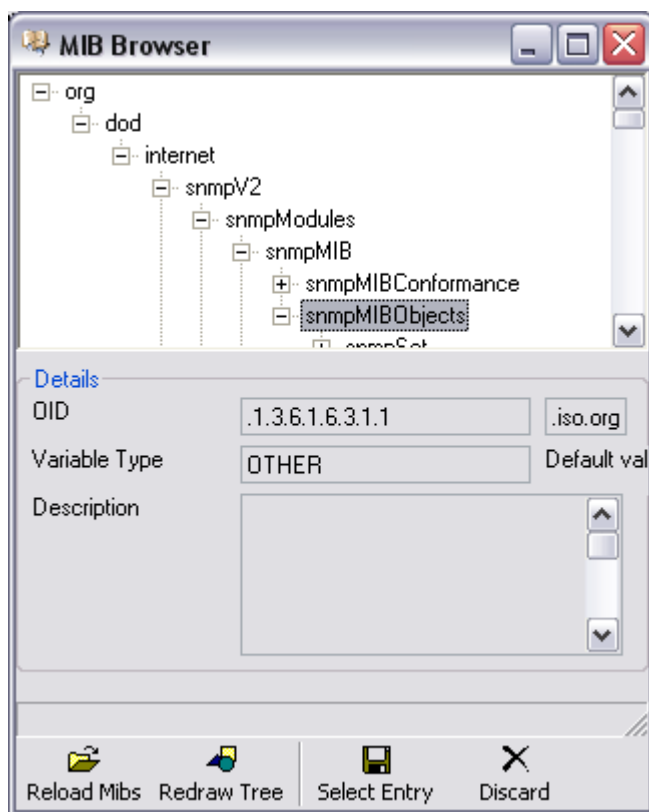 MIB Browser
org
dod
internet
snmpV2
snmpModules
snmpMIB
snmpMIBConformance
snmpMIBObjects
snmpSet
Details
OID .1.3.6.1.6.3.1.1 .iso.org
Variable Type OTHER Default val
Description
Reload Mibs Redraw Tree Select Entry Discard